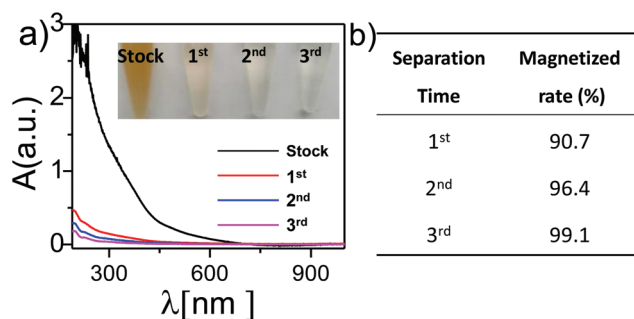 a)
3
2
1
0
A(a.u.)
Stock 1st 2nd 3rd
Stock
1st
2nd
3rd
300 600 900
λ[nm]
b)
Separation Time Magnetized rate (%)
1st 90.7
2nd 96.4
3rd 99.1